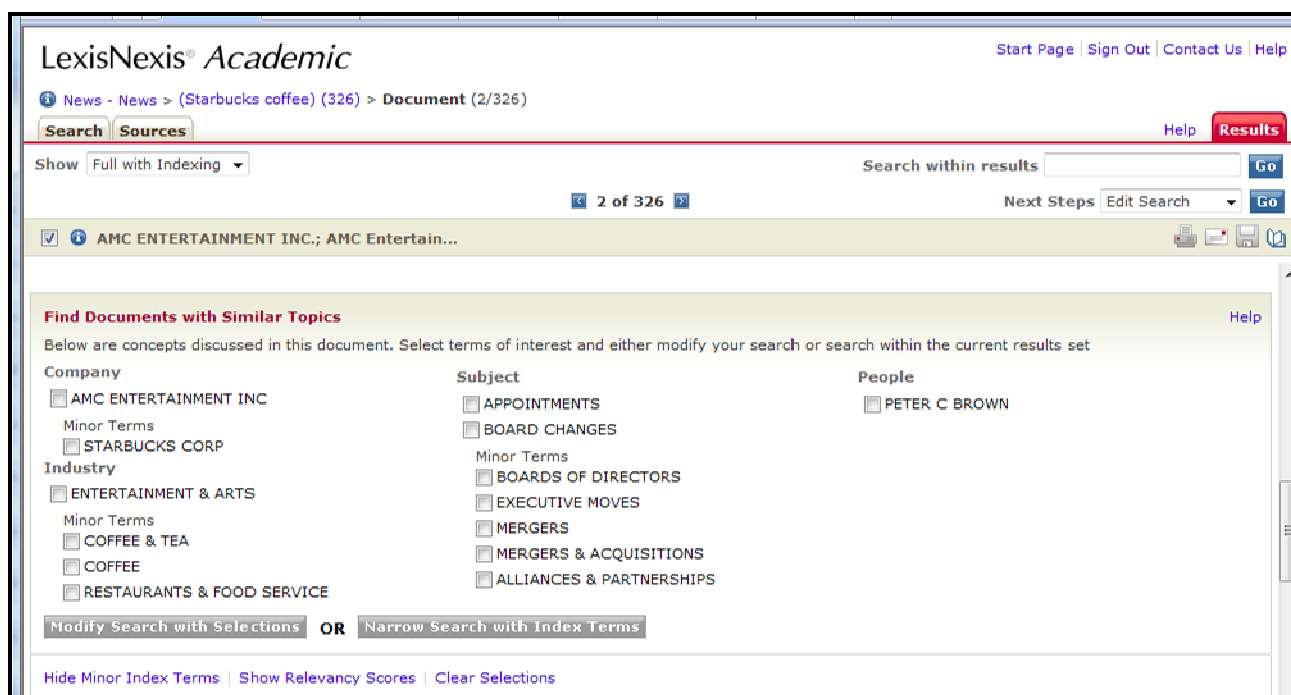 LexisNexis® Academic
Start Page | Sign Out | Contact Us | Help
News - News > (Starbucks coffee) (326) > Document (2/326)
Search Sources
Help Results
Show Full with Indexing
Search within results Go
2 of 326
Next Steps Edit Search Go
AMC ENTERTAINMENT INC.; AMC Entertain...
Find Documents with Similar Topics
Help
Below are concepts discussed in this document. Select terms of interest and either modify your search or search within the current results set
Company
AMC ENTERTAINMENT INC
Minor Terms
STARBUCKS CORP
Industry
ENTERTAINMENT & ARTS
Minor Terms
COFFEE & TEA
COFFEE
RESTAURANTS & FOOD SERVICE
Subject
APPOINTMENTS
BOARD CHANGES
Minor Terms
BOARDS OF DIRECTORS
EXECUTIVE MOVES
MERGERS
MERGERS & ACQUISITIONS
ALLIANCES & PARTNERSHIPS
People
PETER C BROWN
Modify Search with Selections OR Narrow Search with Index Terms
Hide Minor Index Terms | Show Relevancy Scores | Clear Selections